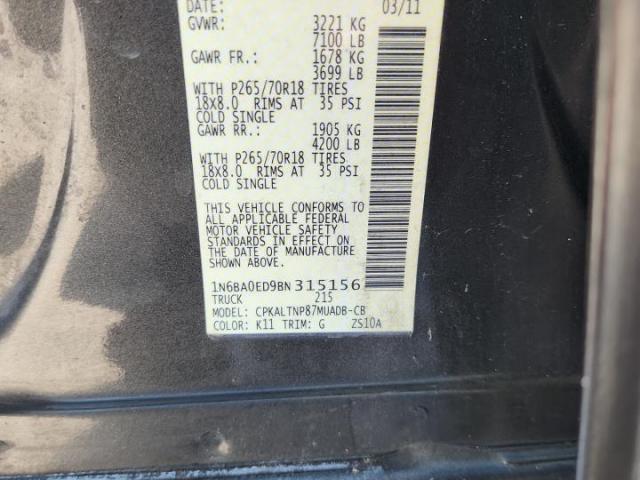 DATE: 03/11
GVWR: 3221 KG
7100 LB
GAWR FR.: 1678 KG
3699 LB
WITH P265/70R18 TIRES
18X8.0 RIMS AT 35 PSI
COLD SINGLE
GAWR RR.: 1905 KG
4200 LB
WITH P265/70R18 TIRES
18X8.0 RIMS AT 35 PSI
COLD SINGLE
THIS VEHICLE CONFORMS TO
ALL APPLICABLE FEDERAL
MOTOR VEHICLE SAFETY
STANDARDS IN EFFECT ON
THE DATE OF MANUFACTURE
SHOWN ABOVE.
1N6BA0ED9BN315156
TRUCK 215
MODEL: CPKALTNP87MUADB-CB
COLOR: K11 TRIM: G ZS10A